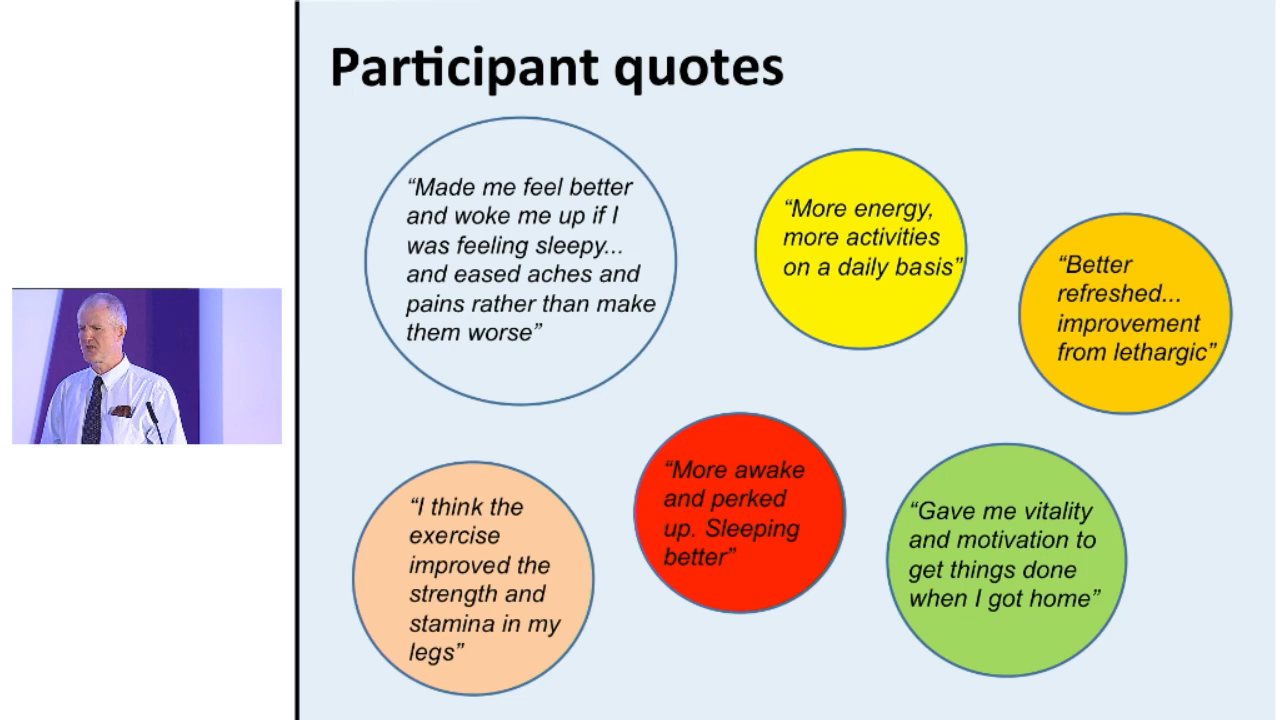 Participant quotes
“Made me feel better
and woke me up if I
was feeling sleepy...
and eased aches and
pains rather than make
them worse”
“More energy,
more activities
on a daily basis”
“Better
refreshed...
improvement
from lethargic”
“I think the
exercise
improved the
strength and
stamina in my
legs”
“More awake
and perked
up. Sleeping
better”
“Gave me vitality
and motivation to
get things done
when I got home”